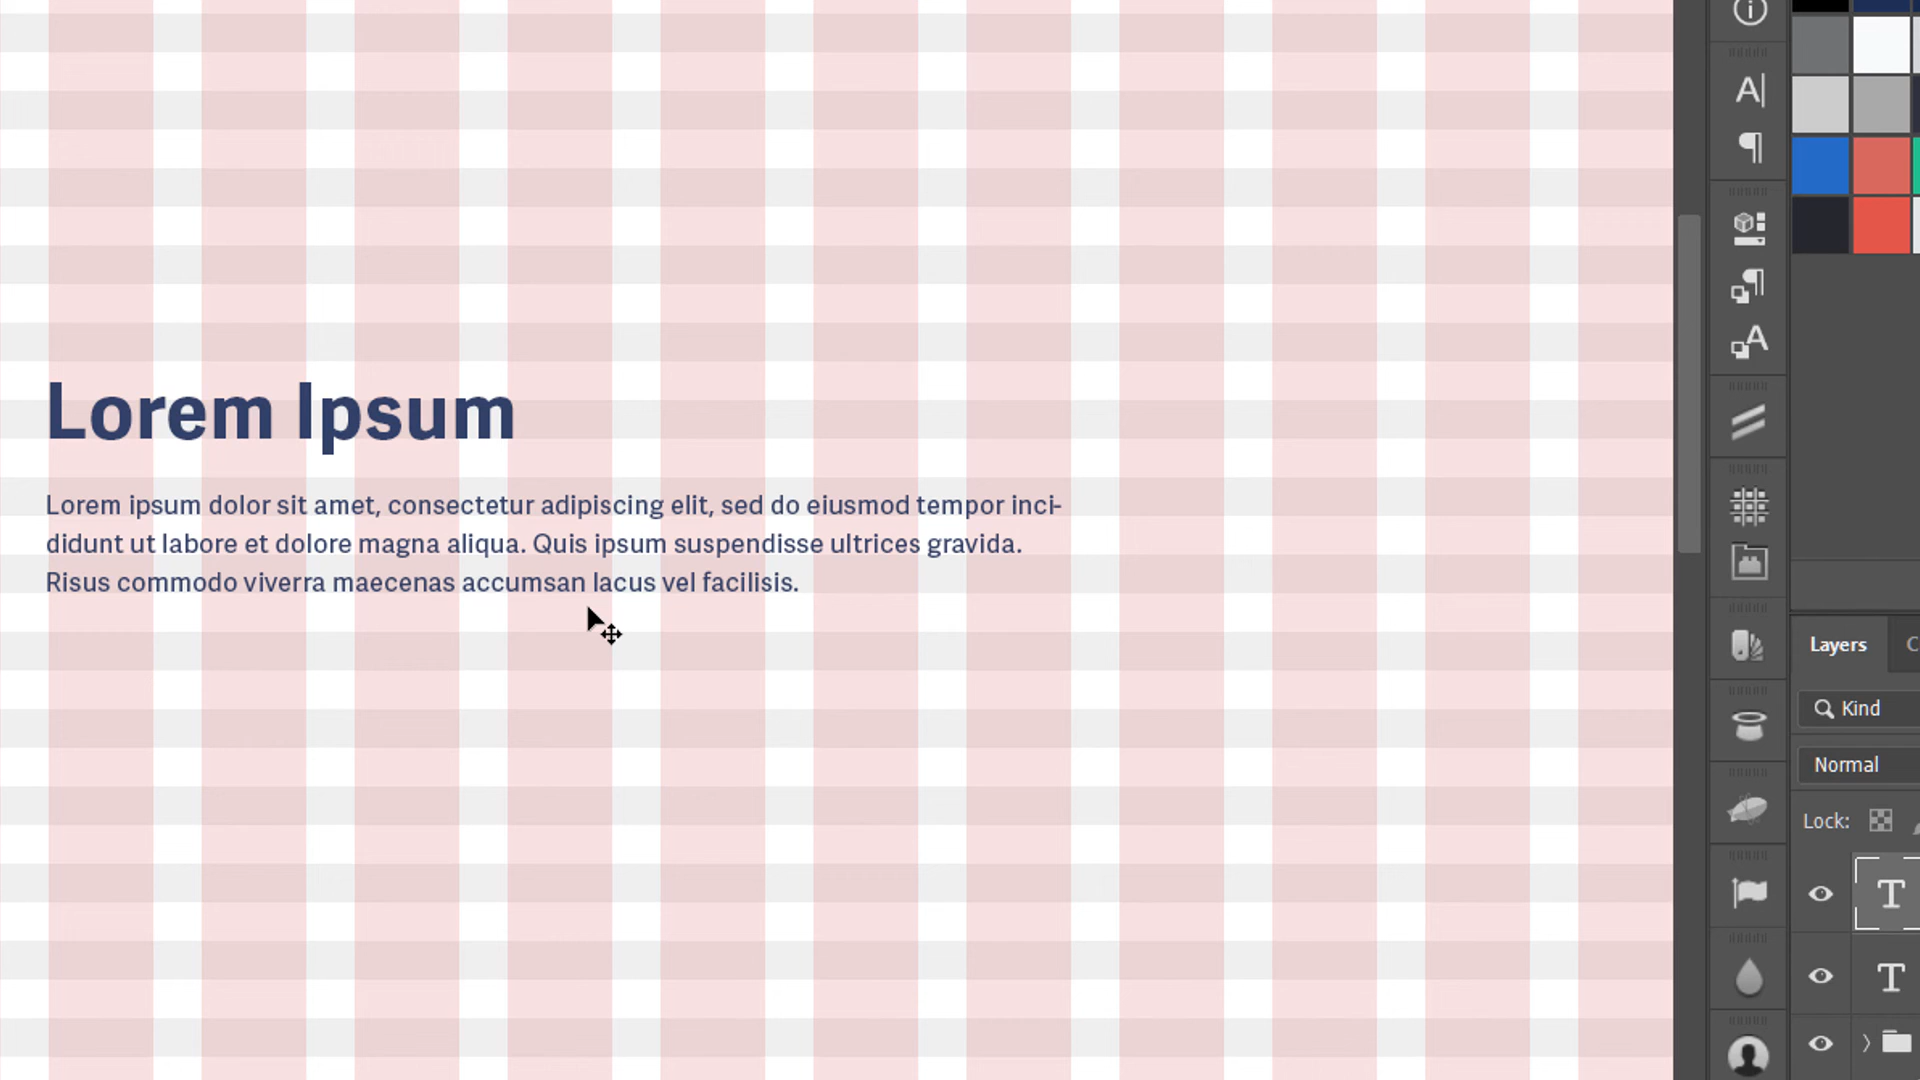 Lorem Ipsum
Lorem ipsum dolor sit amet, consectetur adipiscing elit, sed do eiusmod tempor inci-
didunt ut labore et dolore magna aliqua. Quis ipsum suspendisse ultrices gravida.
Risus commodo viverra maecenas accumsan lacus vel facilisis.
Layers
Kind
Normal
Lock: